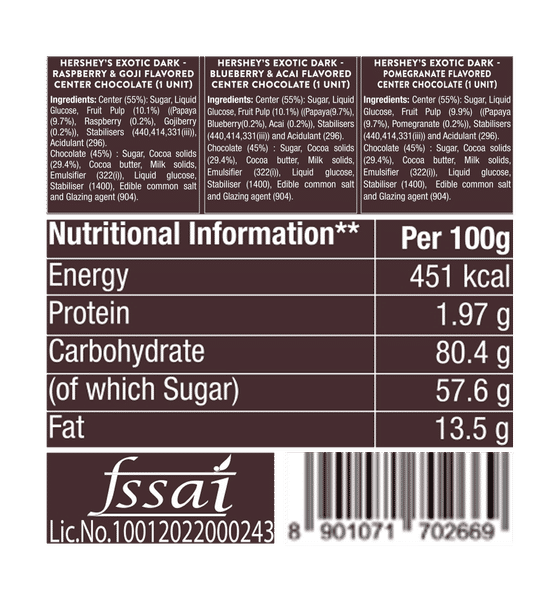 HERSHEY'S EXOTIC DARK -
RASPBERRY & GOJI FLAVORED
CENTER CHOCOLATE (1 UNIT)
Ingredients: Center (55%): Sugar, Liquid
Glucose, Fruit Pulp (10.1%) ((Papaya
(9.7%), Raspberry (0.2%), Gojiberry
(0.2%)), Stabilisers (440,414,331(iii)),
Acidulant (296).
Chocolate (45%) : Sugar, Cocoa solids
(29.4%), Cocoa butter, Milk solids,
Emulsifier (322(i)), Liquid glucose,
Stabiliser (1400), Edible common salt
and Glazing agent (904).
HERSHEY'S EXOTIC DARK -
BLUEBERRY & ACAI FLAVORED
CENTER CHOCOLATE (1 UNIT)
Ingredients: Center (55%): Sugar, Liquid
Glucose, Fruit Pulp (10.1%) ((Papaya(9.7%),
Blueberry(0.2%), Acai (0.2%)), Stabilisers
(440,414,331(iii)) and Acidulant (296).
Chocolate (45%) : Sugar, Cocoa solids
(29.4%), Cocoa butter, Milk solids,
Emulsifier (322(i)), Liquid glucose,
Stabiliser (1400), Edible common salt
and Glazing agent (904).
HERSHEY'S EXOTIC DARK -
POMEGRANATE FLAVORED
CENTER CHOCOLATE (1 UNIT)
Ingredients: Center (55%): Sugar, Liquid
Glucose, Fruit Pulp (9.9%) ((Papaya
(9.7%), Pomegranate (0.2%)), Stabilisers
(440,414,331(iii)) and Acidulant (296).
Chocolate (45%) : Sugar, Cocoa solids
(29.4%), Cocoa butter, Milk solids,
Emulsifier (322(i)), Liquid glucose,
Stabiliser (1400), Edible common salt
and Glazing agent (904).
Nutritional Information** Per 100g
Energy 451 kcal
Protein 1.97 g
Carbohydrate 80.4 g
(of which Sugar) 57.6 g
Fat 13.5 g
fssai
Lic.No.10012022000243
8 901071 702669